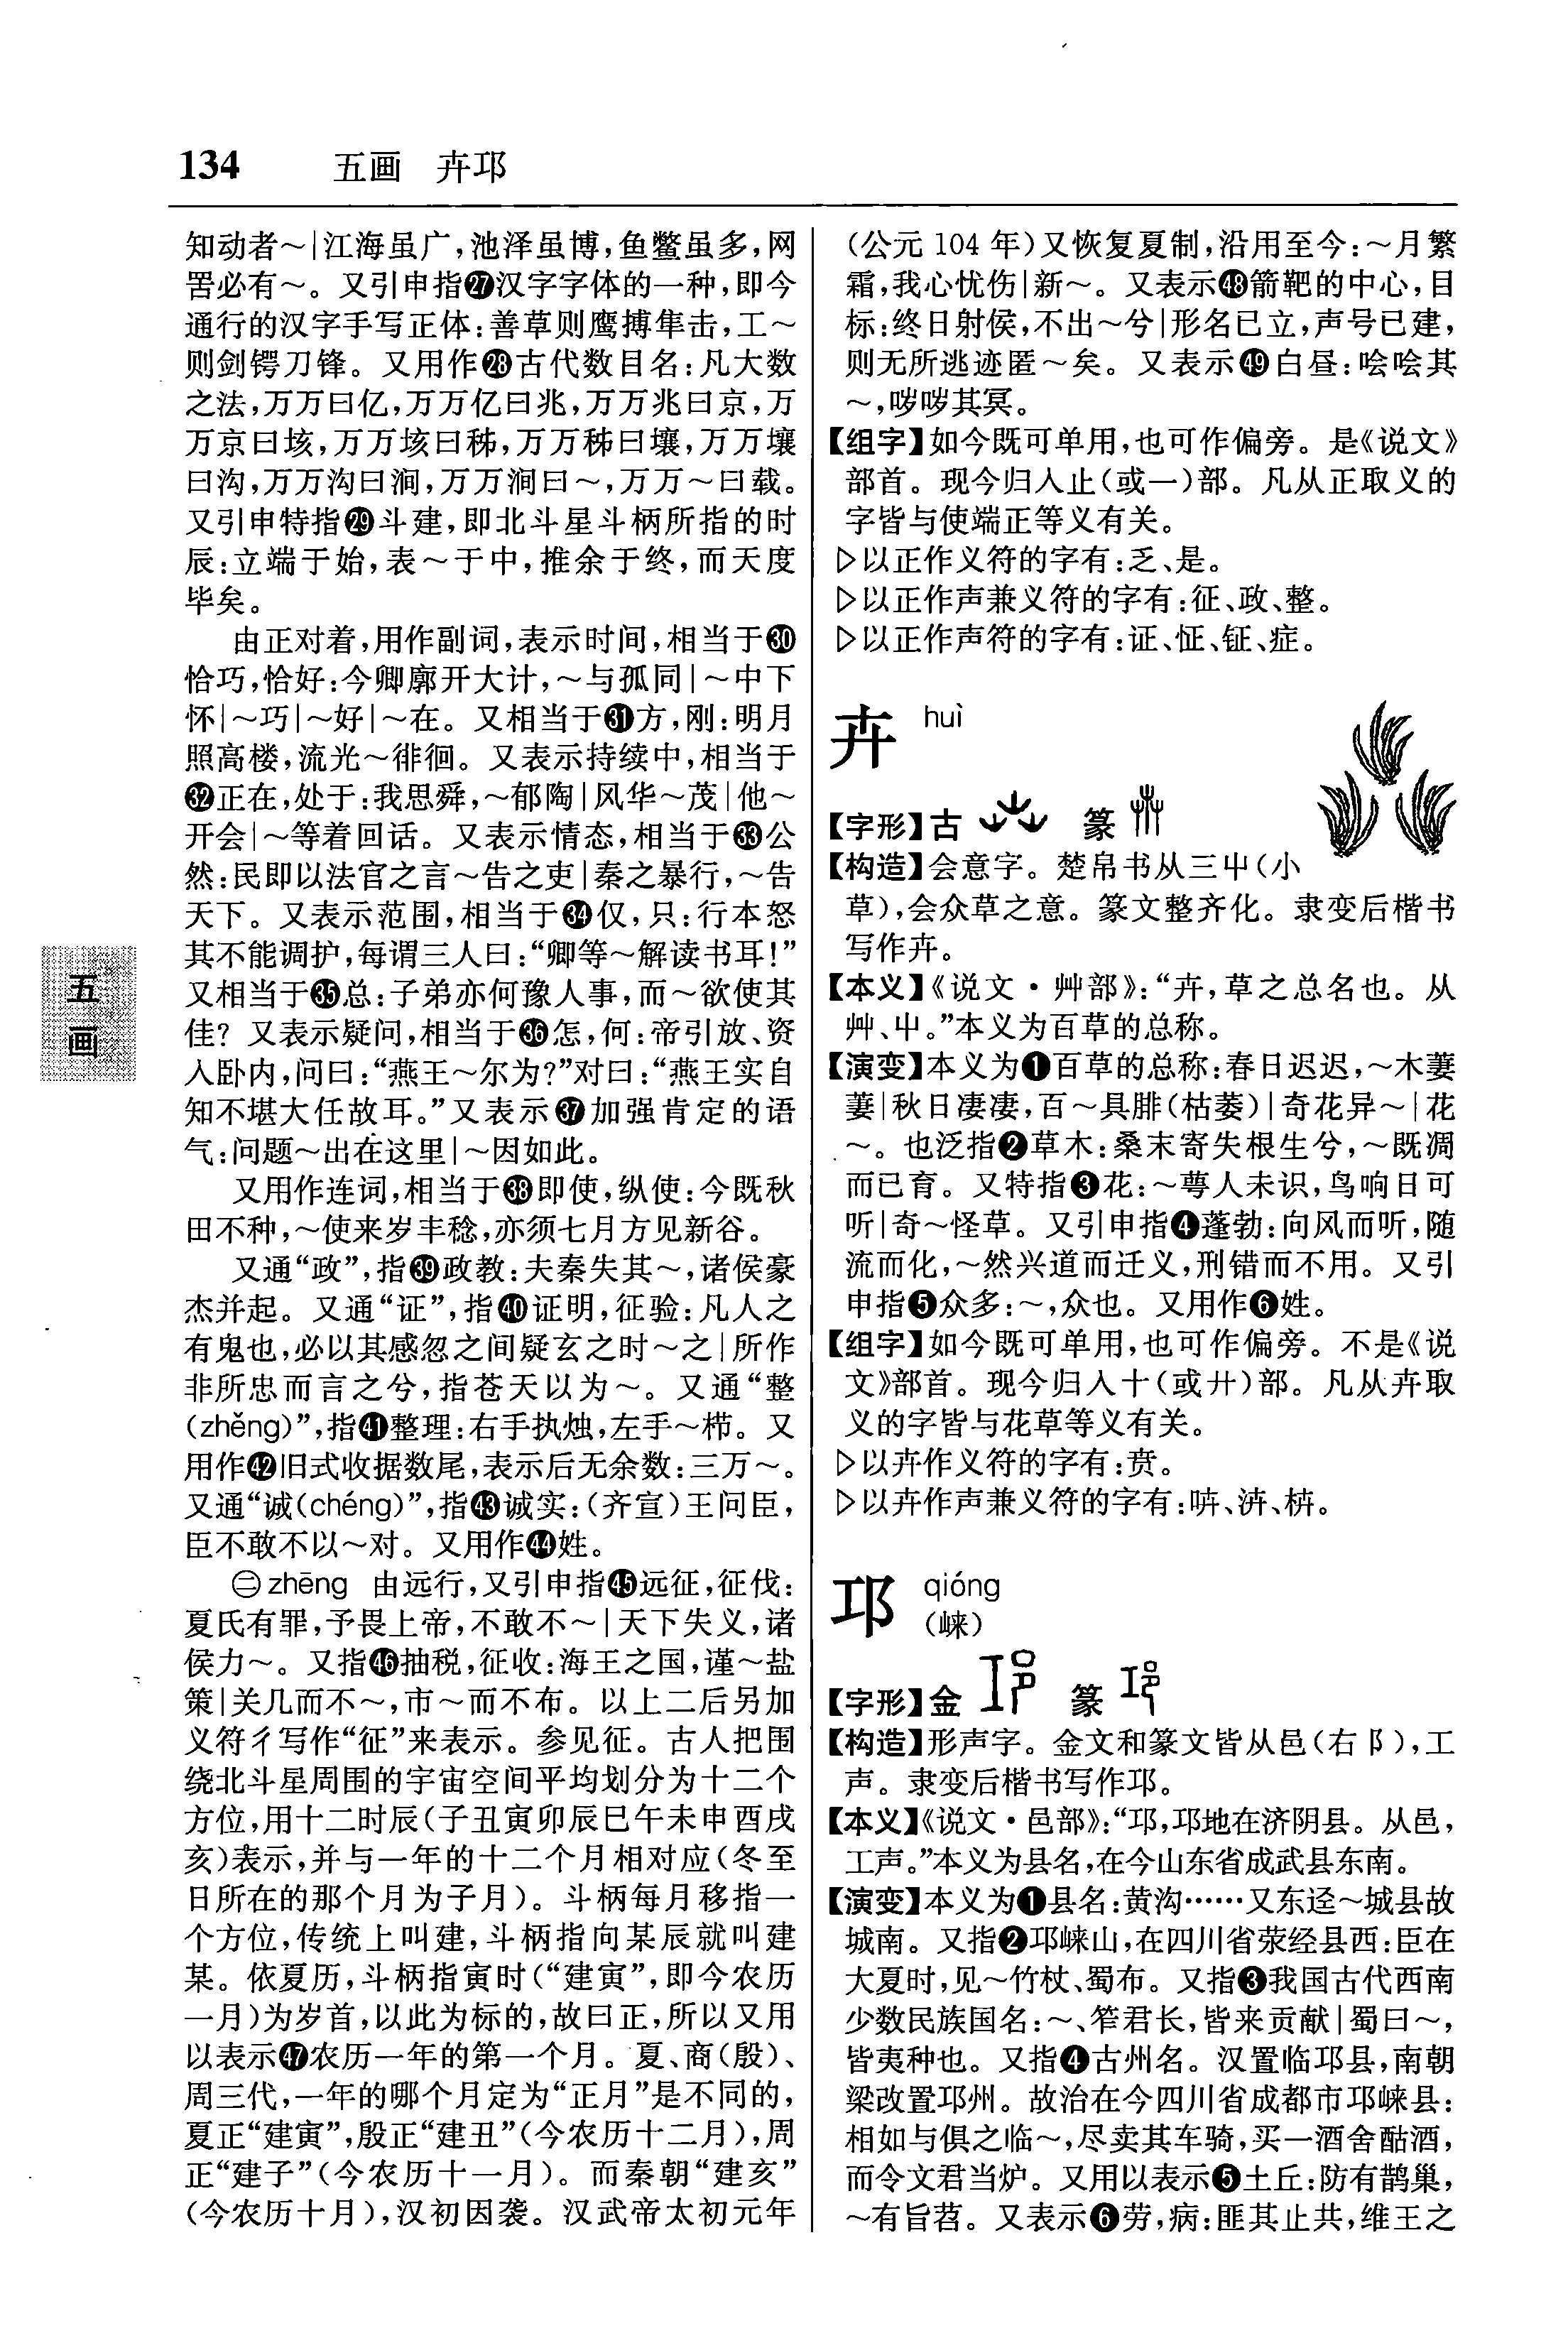 134 五画 卉邛
知动者～|江海虽广,池泽虽博,鱼鳖虽多,网
罟必有～。又引申指㉗汉字字体的一种,即今
通行的汉字手写正体:善草则鹰搏隼击,工～
则剑锷刀锋。又用作㉘古代数目名:凡大数
之法,万万曰亿,万万亿曰兆,万万兆曰京,万
万京曰垓,万万垓曰秭,万万秭曰壤,万万壤
曰沟,万万沟曰涧,万万涧曰～,万万～曰载。
又引申特指㉙斗建,即北斗星斗柄所指的时
辰:立端于始,表～于中,推余于终,而天度
毕矣。
由正对着,用作副词,表示时间,相当于㉚
恰巧,恰好:今卿廓开大计,～与孤同|～中下
怀|～巧|～好|～在。又相当于㉛方,刚:明月
照高楼,流光～徘徊。又表示持续中,相当于
㉜正在,处于:我思舜,～郁陶|风华～茂|他～
开会|～等着回话。又表示情态,相当于㉝公
然:民即以法官之言～告之吏|秦之暴行,～告
天下。又表示范围,相当于㉞仅,只:行本怒
其不能调护,每谓三人曰:“卿等～解读书耳!”
又相当于㉟总:子弟亦何豫人事,而～欲使其
佳？又表示疑问,相当于㊱怎,何:帝引放、资
入卧内,问曰:“燕王～尔为?”对曰:“燕王实自
知不堪大任故耳。”又表示㊲加强肯定的语
气:问题～出在这里|～因如此。
又用作连词,相当于㊳即使,纵使:今既秋
田不种,～使来岁丰稔,亦须七月方见新谷。
又通“政”,指㊴政教:夫秦失其～,诸侯豪
杰并起。又通“证”,指㊵证明,征验:凡人之
有鬼也,必以其感忽之间疑玄之时～之|所作
非所忠而言之兮,指苍天以为～。又通“整
(zhěng)”,指㊶整理:右手执烛,左手～栉。又
用作㊷旧式收据数尾,表示后无余数:三万～。
又通“诚(chéng)”,指㊸诚实:(齐宣)王问臣,
臣不敢不以～对。又用作㊹姓。
㊁zhēng 由远行,又引申指㊺远征,征伐:
夏氏有罪,予畏上帝,不敢不～|天下失义,诸
侯力～。又指㊻抽税,征收:海王之国,谨～盐
策|关几而不～,市～而不布。以上二后另加
义符彳写作“征”来表示。参见征。古人把围
绕北斗星周围的宇宙空间平均划分为十二个
方位,用十二时辰(子丑寅卯辰巳午未申酉戌
亥)表示,并与一年的十二个月相对应(冬至
日所在的那个月为子月)。斗柄每月移指一
个方位,传统上叫建,斗柄指向某辰就叫建
某。依夏历,斗柄指寅时(“建寅”,即今农历
一月)为岁首,以此为标的,故曰正,所以又用
以表示㊼农历一年的第一个月。夏、商(殷)、
周三代,一年的哪个月定为“正月”是不同的,
夏正“建寅”,殷正“建丑”(今农历十二月),周
正“建子”(今农历十一月)。而秦朝“建亥”
(今农历十月),汉初因袭。汉武帝太初元年
(公元 104 年)又恢复夏制,沿用至今:～月繁
霜,我心忧伤|新～。又表示㊽箭靶的中心,目
标:终日射侯,不出～兮|形名已立,声号已建,
则无所逃迹匿～矣。又表示㊾白昼:哙哙其
～,哕哕其冥。
【组字】如今既可单用,也可作偏旁。是《说文》
部首。现今归入止(或一)部。凡从正取义的
字皆与使端正等义有关。
▷以正作义符的字有:乏、是。
▷以正作声兼义符的字有:征、政、整。
▷以正作声符的字有:证、怔、钲、症。
卉 huì
【字形】古 篆
【构造】会意字。楚帛书从三屮(小
草),会众草之意。篆文整齐化。隶变后楷书
写作卉。
【本义】《说文·艸部》:“卉,草之总名也。从
艸、屮。”本义为百草的总称。
【演变】本义为❶百草的总称:春日迟迟,～木萋
萋|秋日凄凄,百～具腓(枯萎)|奇花异～|花
～。也泛指❷草木:桑末寄失根生兮,～既凋
而已育。又特指❸花:～萼人未识,鸟响日可
听|奇～怪草。又引申指❹蓬勃:向风而听,随
流而化,～然兴道而迁义,刑错而不用。又引
申指❺众多:～,众也。又用作❻姓。
【组字】如今既可单用,也可作偏旁。不是《说
文》部首。现今归入十(或廾)部。凡从卉取
义的字皆与花草等义有关。
▷以卉作义符的字有:贲。
▷以卉作声兼义符的字有:㖹、泋、㭋。
邛 qióng
(崃)
【字形】金 篆
【构造】形声字。金文和篆文皆从邑(右阝),工
声。隶变后楷书写作邛。
【本义】《说文·邑部》:“邛,邛地在济阴县。从邑,
工声。”本义为县名,在今山东省成武县东南。
【演变】本义为❶县名:黄沟……又东迳～城县故
城南。又指❷邛崃山,在四川省荥经县西:臣在
大夏时,见～竹杖、蜀布。又指❸我国古代西南
少数民族国名:～、笮君长,皆来贡献|蜀曰～,
皆夷种也。又指❹古州名。汉置临邛县,南朝
梁改置邛州。故治在今四川省成都市邛崃县:
相如与俱之临～,尽卖其车骑,买一酒舍酤酒,
而令文君当炉。又用以表示❺土丘:防有鹊巢,
～有旨苕。又表示❻劳,病:匪其止共,维王之
五
画